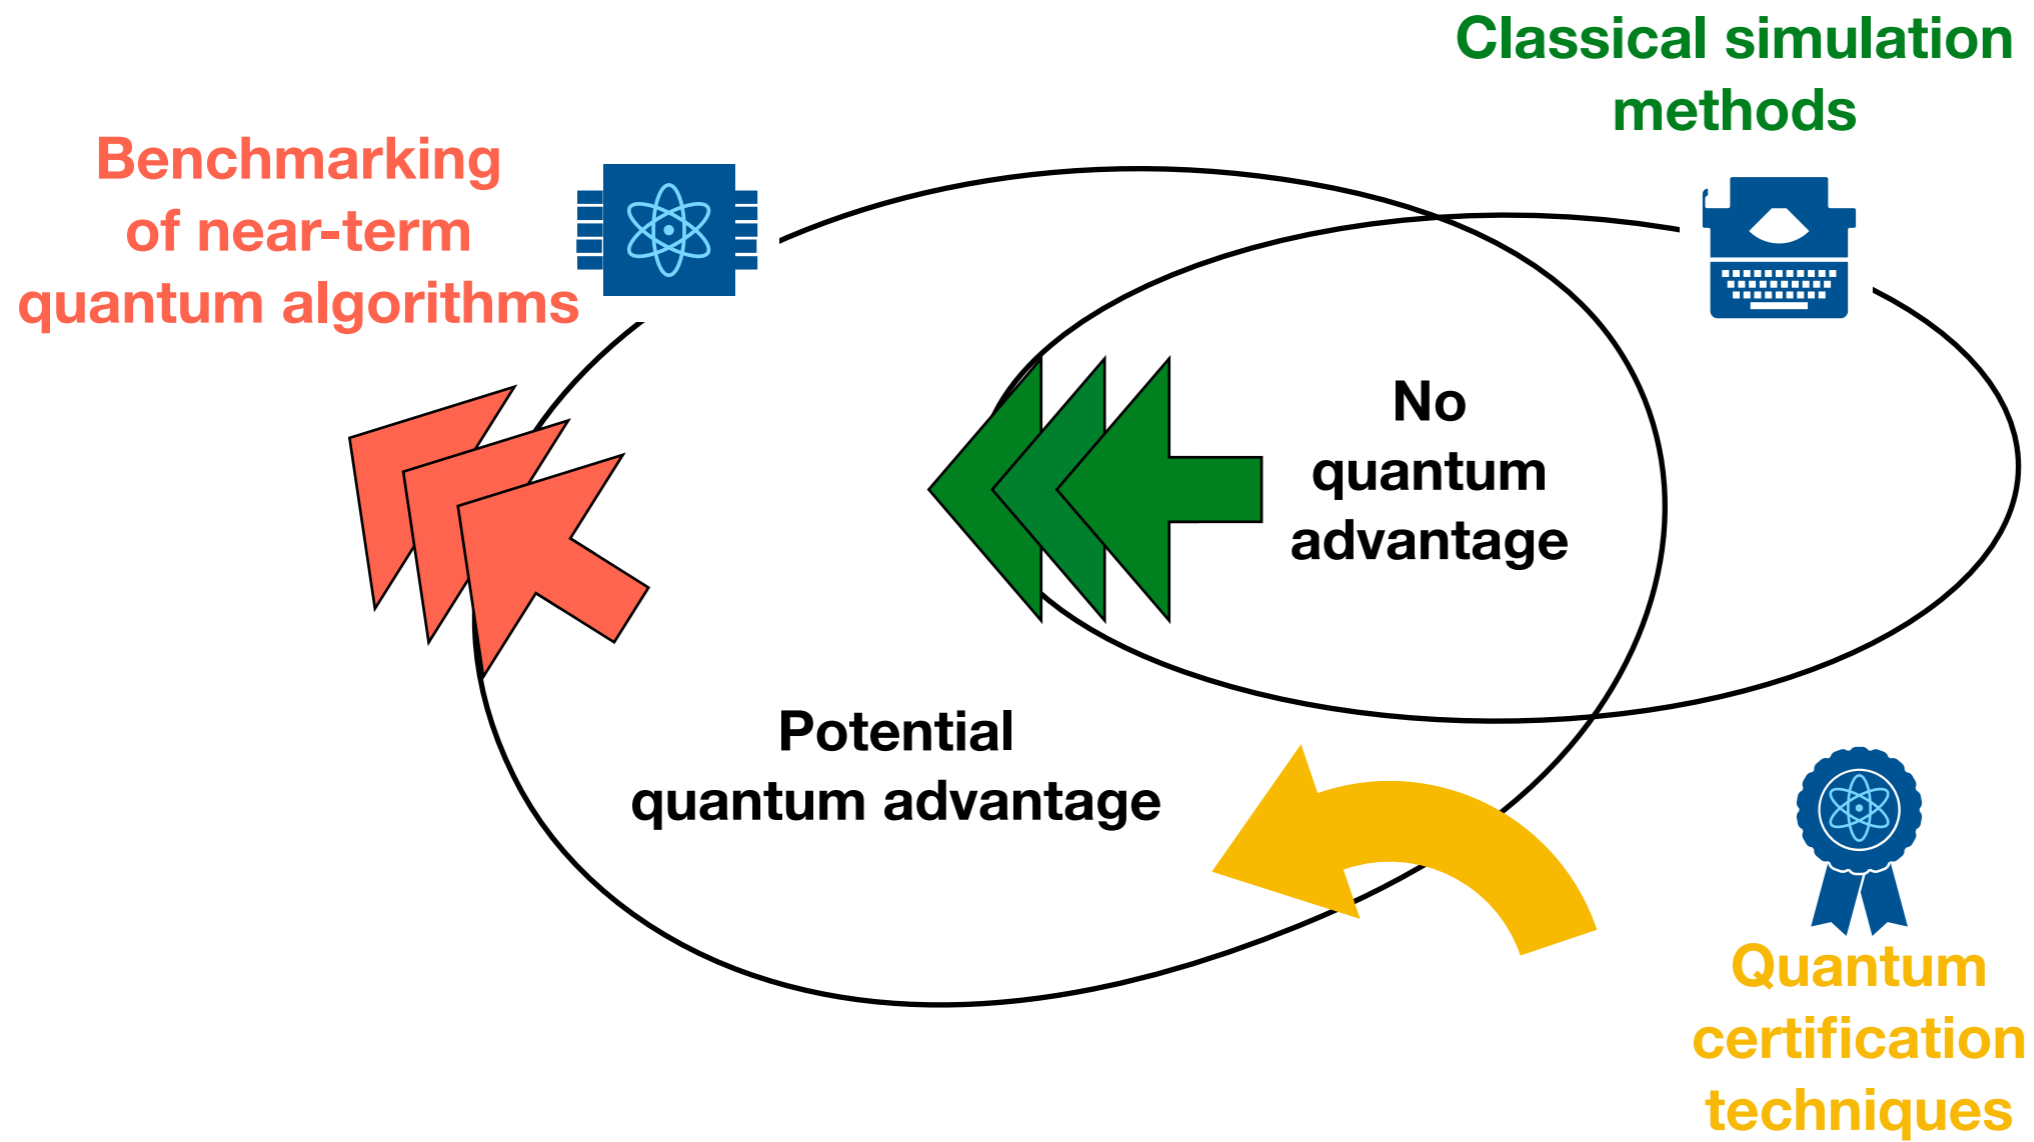 Classical simulation
methods
Benchmarking
of near-term
quantum algorithms
No
quantum
advantage
Potential
quantum advantage
Quantum
certification
techniques